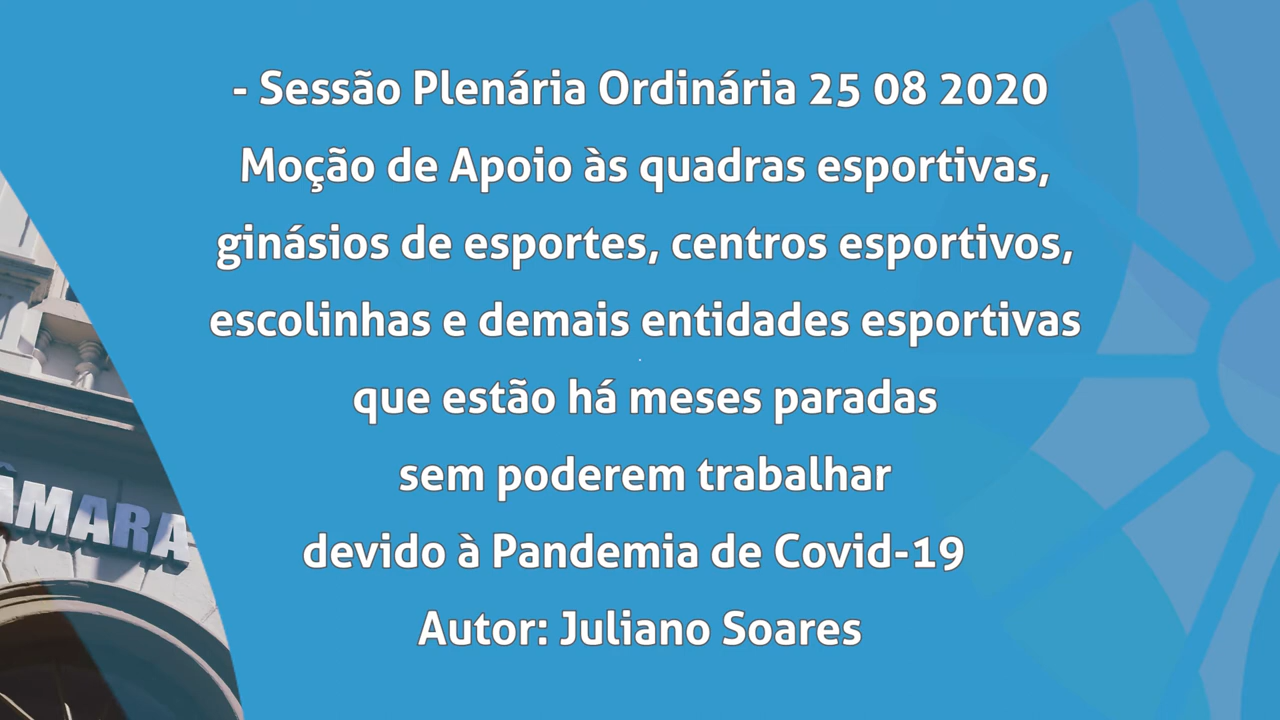 - Sessão Plenária Ordinária 25 08 2020
Moção de Apoio às quadras esportivas,
ginásios de esportes, centros esportivos,
escolinhas e demais entidades esportivas
que estão há meses paradas
sem poderem trabalhar
devido à Pandemia de Covid-19
Autor: Juliano Soares
ÂMARA